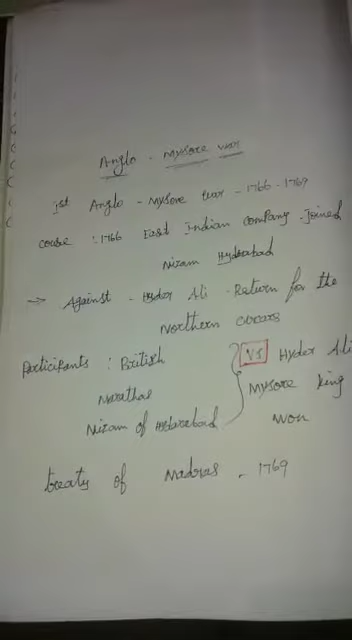 Anglo - Mysore war
1st Anglo - Mysore war - 1766 - 1769
couse : 1766 East Indian Company - Joined
Nizam Hyderabad
→ Against - Hyder Ali - Return for the
Northern Circars
Participants : British
Marathas
Nizam of Hyderabad
VS Hyder Ali
Mysore king
won
treaty of Madras - 1769